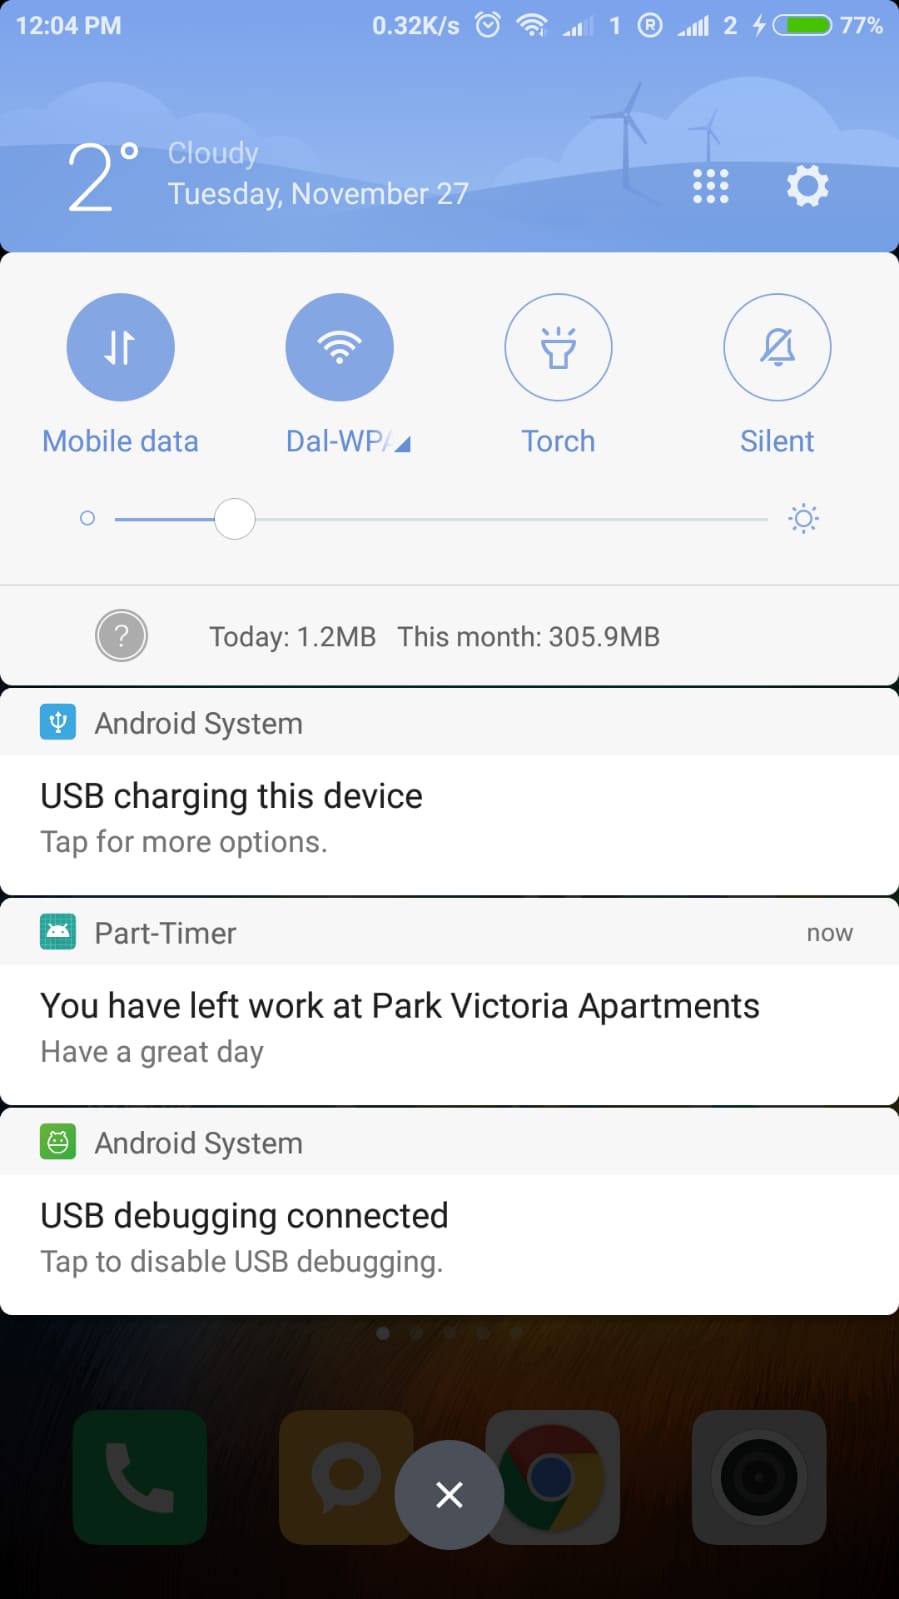 12:04 PM 0.32K/s 1 R 2 77%
2° Cloudy
Tuesday, November 27
Mobile data Dal-WPA Torch Silent
? Today: 1.2MB This month: 305.9MB
Android System
USB charging this device
Tap for more options.
Part-Timer now
You have left work at Park Victoria Apartments
Have a great day
Android System
USB debugging connected
Tap to disable USB debugging.